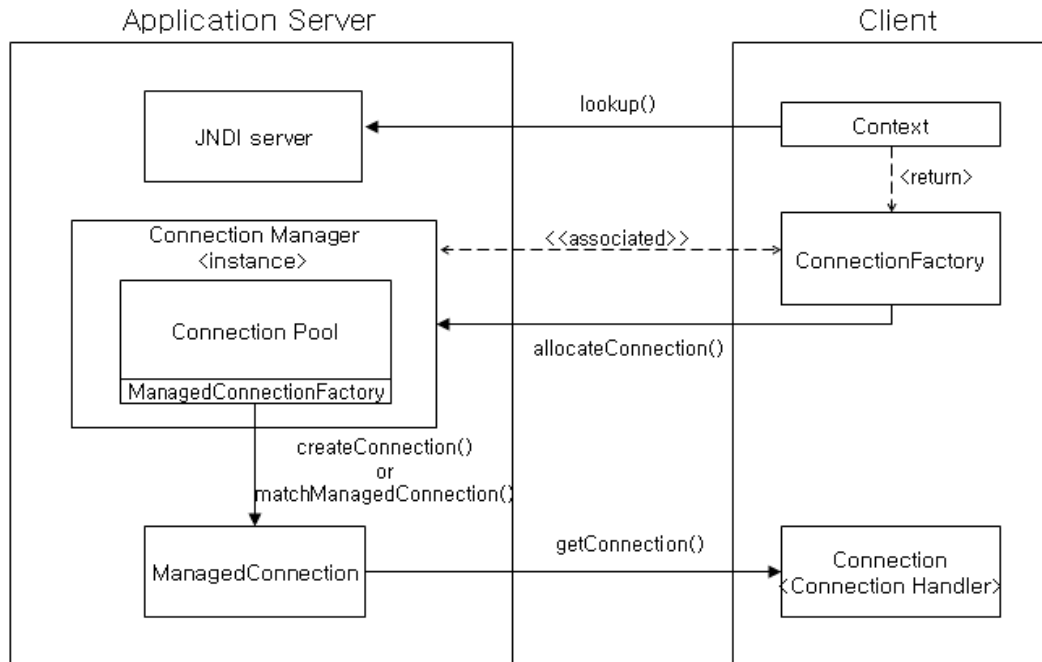 Application Server
Client
lookup()
JNDI server
Context
<return>
Connection Manager
<instance>
<<associated>>
ConnectionFactory
Connection Pool
allocateConnection()
ManagedConnectionFactory
createConnection()
or
matchManagedConnection()
getConnection()
ManagedConnection
Connection
<Connection Handler>